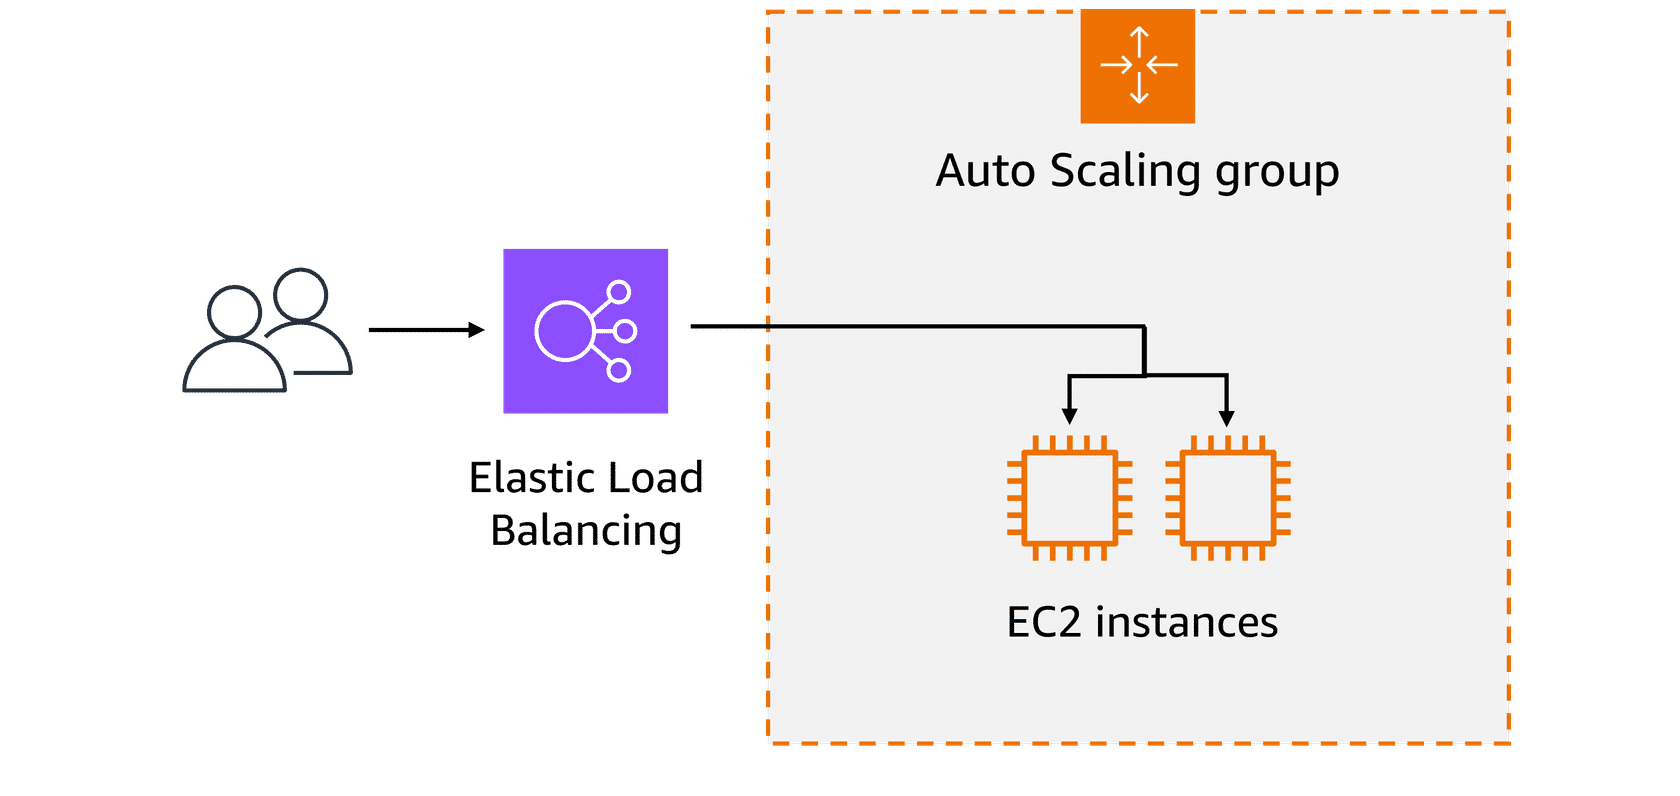 Auto Scaling group
Elastic Load
Balancing
EC2 instances